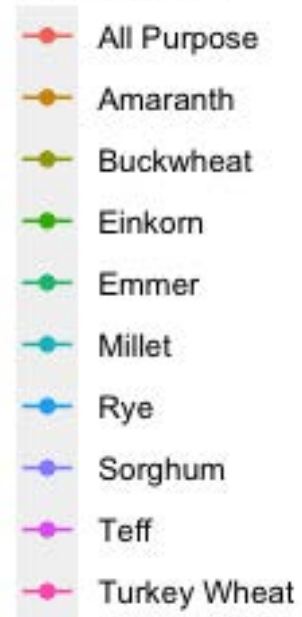 All Purpose
Amaranth
Buckwheat
Einkorn
Emmer
Millet
Rye
Sorghum
Teff
Turkey Wheat